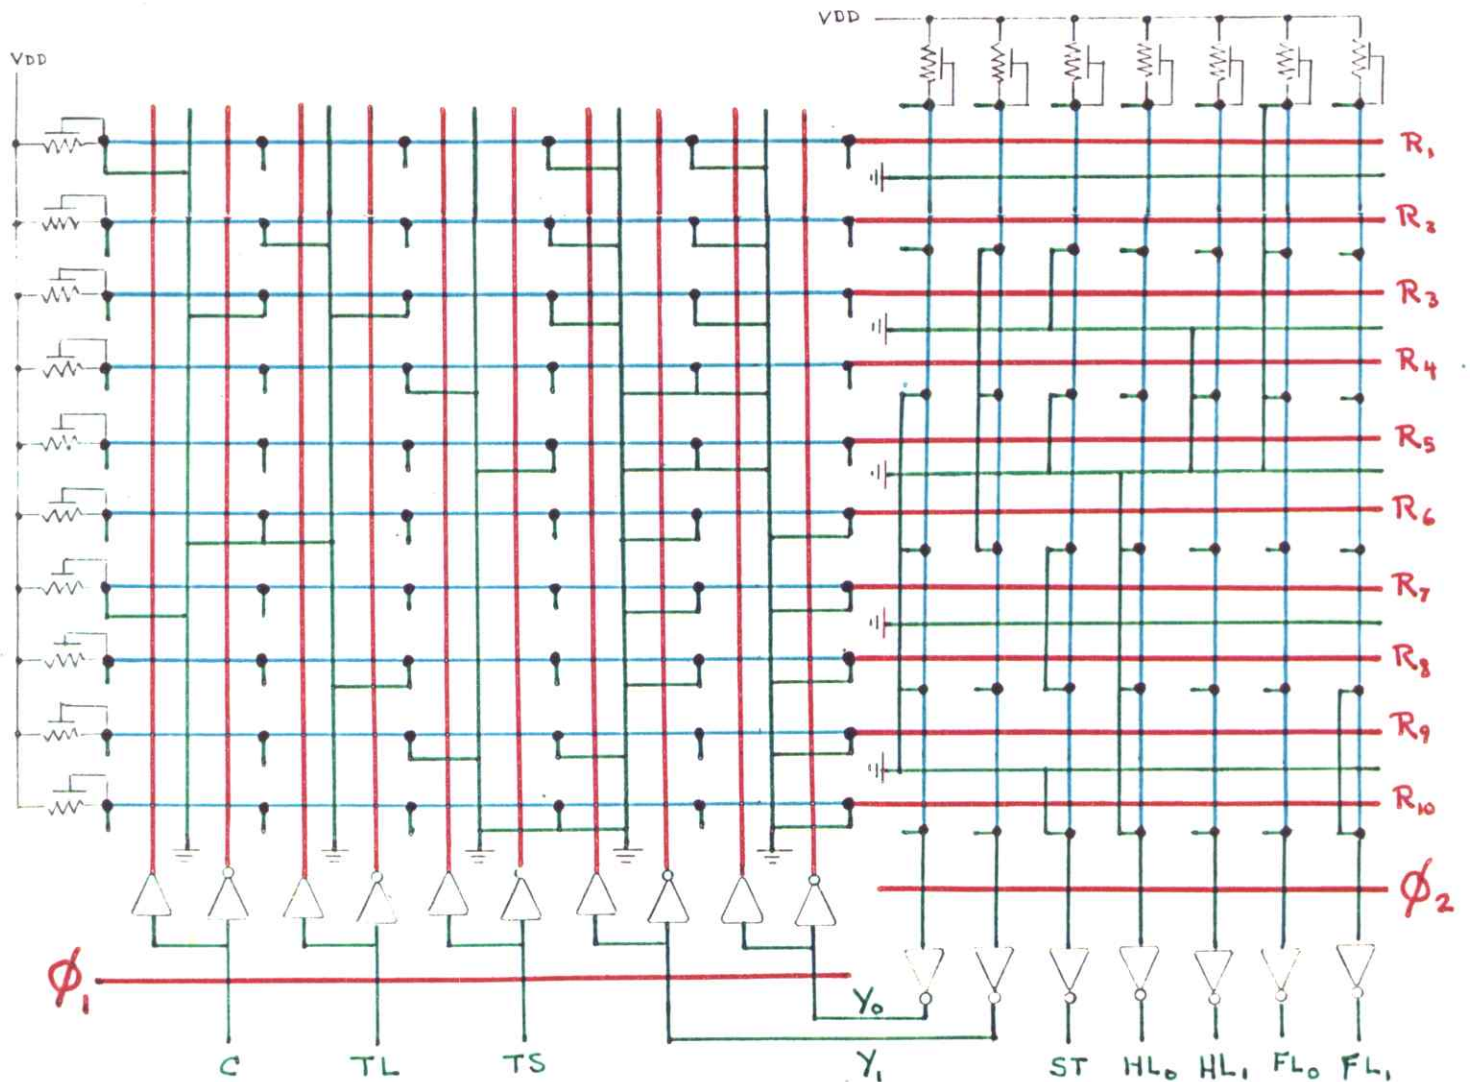 VDD
VDD
R₁
R₂
R₃
R₄
R₅
R₆
R₇
R₈
R₉
R₁₀
ϕ₂
ϕ₁
Y₀
Y₁
C
TL
TS
ST
HL₀
HL₁
FL₀
FL₁